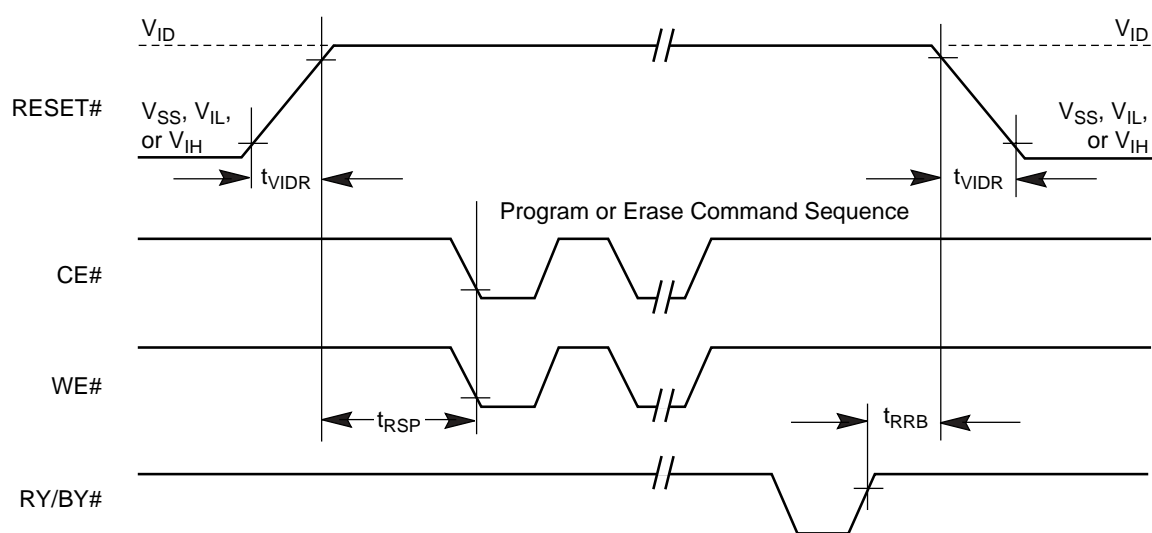 VID
VID
RESET#
VSS, VIL,
or VIH
VSS, VIL,
or VIH
tVIDR
tVIDR
Program or Erase Command Sequence
CE#
WE#
tRSP
tRRB
RY/BY#